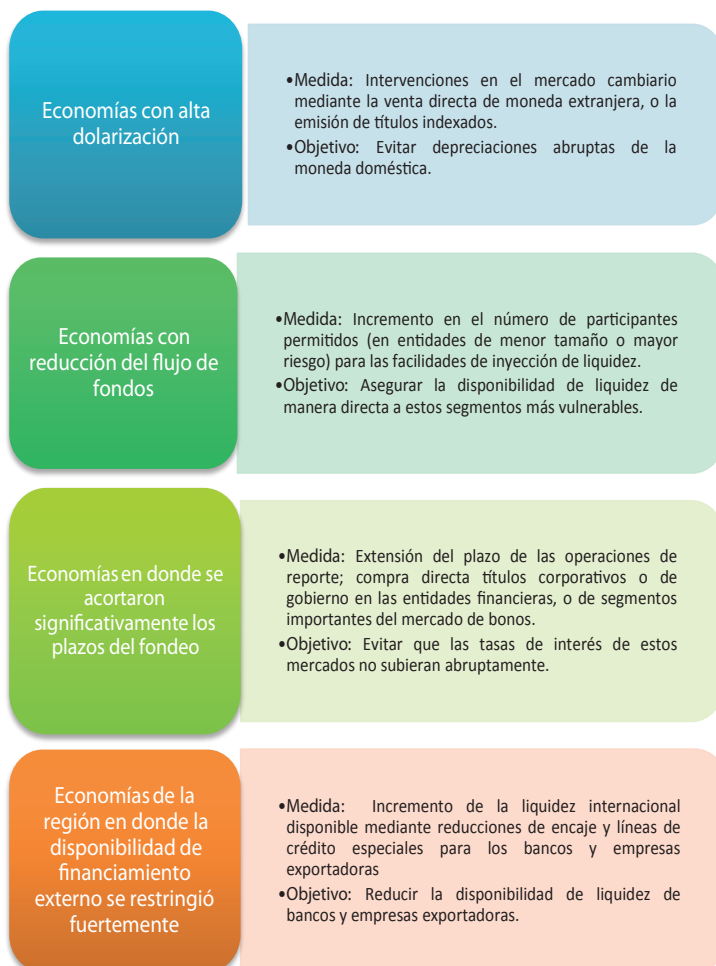 Economías con alta
dolarización
•Medida: Intervenciones en el mercado cambiario
mediante la venta directa de moneda extranjera, o la
emisión de títulos indexados.
•Objetivo: Evitar depreciaciones abruptas de la
moneda doméstica.
Economías con
reducción del flujo de
fondos
•Medida: Incremento en el número de participantes
permitidos (en entidades de menor tamaño o mayor
riesgo) para las facilidades de inyección de liquidez.
•Objetivo: Asegurar la disponibilidad de liquidez de
manera directa a estos segmentos más vulnerables.
Economías en donde se
acortaron
significativamente los
plazos del fondeo
•Medida: Extensión del plazo de las operaciones de
reporte; compra directa títulos corporativos o de
gobierno en las entidades financieras, o de segmentos
importantes del mercado de bonos.
•Objetivo: Evitar que las tasas de interés de estos
mercados no subieran abruptamente.
Economías de la
región en donde la
disponibilidad de
financiamiento
externo se restringió
fuertemente
•Medida: Incremento de la liquidez internacional
disponible mediante reducciones de encaje y líneas de
crédito especiales para los bancos y empresas
exportadoras
•Objetivo: Reducir la disponibilidad de liquidez de
bancos y empresas exportadoras.